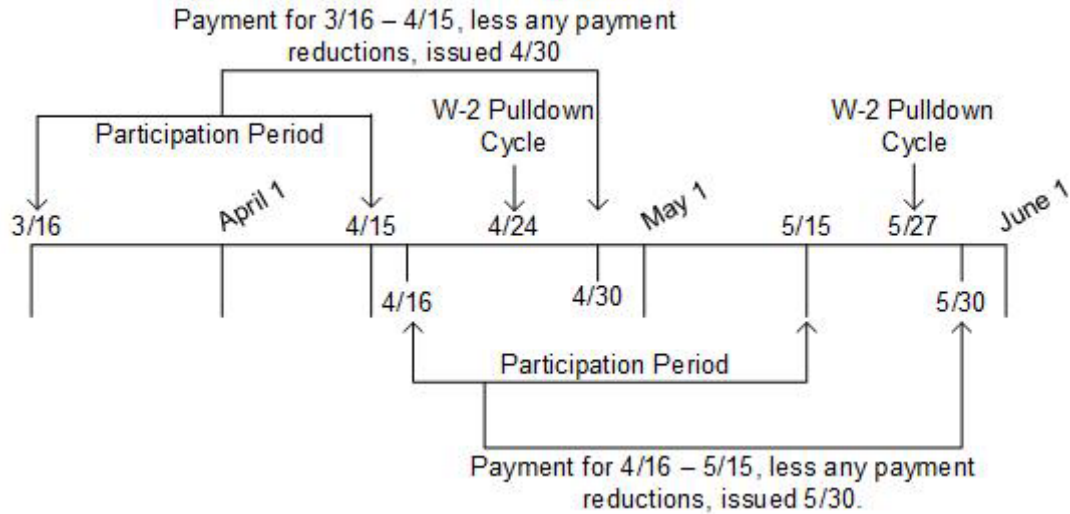 Payment for 3/16 – 4/15, less any payment
reductions, issued 4/30
W-2 Pulldown
Cycle
W-2 Pulldown
Cycle
Participation Period
3/16
April 1
4/15
4/24
May 1
5/15
5/27
June 1
4/16
4/30
5/30
Participation Period
Payment for 4/16 – 5/15, less any payment
reductions, issued 5/30.